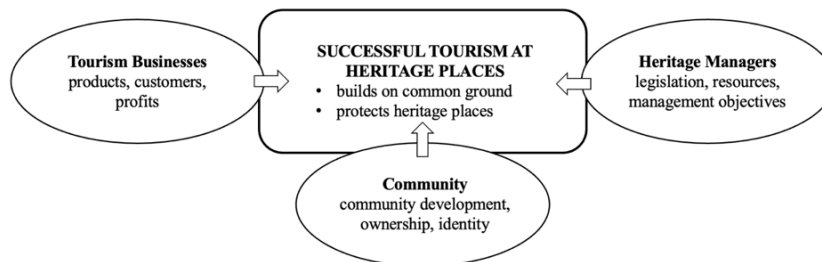 Tourism Businesses
products, customers,
profits
SUCCESSFUL TOURISM AT
HERITAGE PLACES
• builds on common ground
• protects heritage places
Heritage Managers
legislation, resources,
management objectives
Community
community development,
ownership, identity